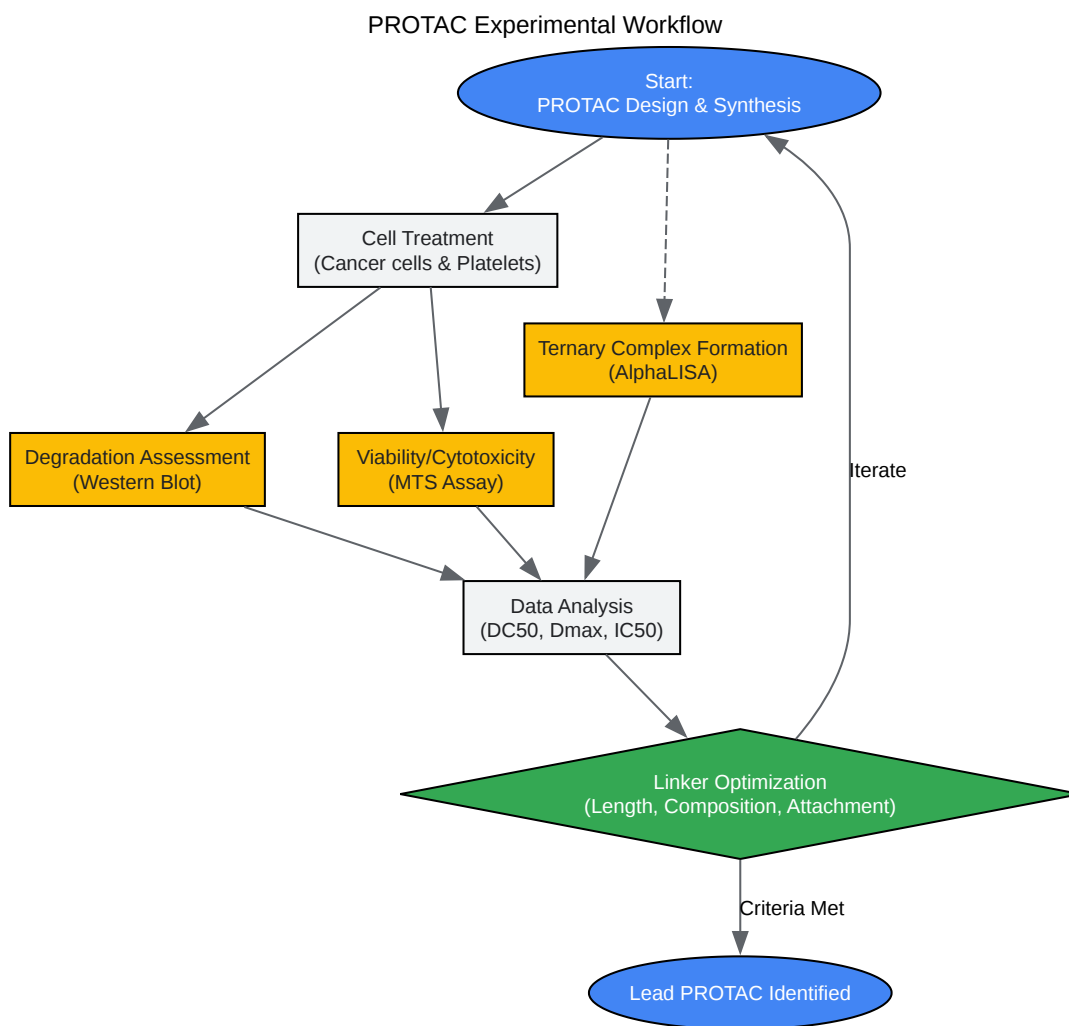 PROTAC Experimental Workflow
Start:
PROTAC Design & Synthesis
Cell Treatment
(Cancer cells & Platelets)
Ternary Complex Formation
(AlphaLISA)
Degradation Assessment
(Western Blot)
Viability/Cytotoxicity
(MTS Assay)
Iterate
Data Analysis
(DC50, Dmax, IC50)
Linker Optimization
(Length, Composition, Attachment)
Criteria Met
Lead PROTAC Identified